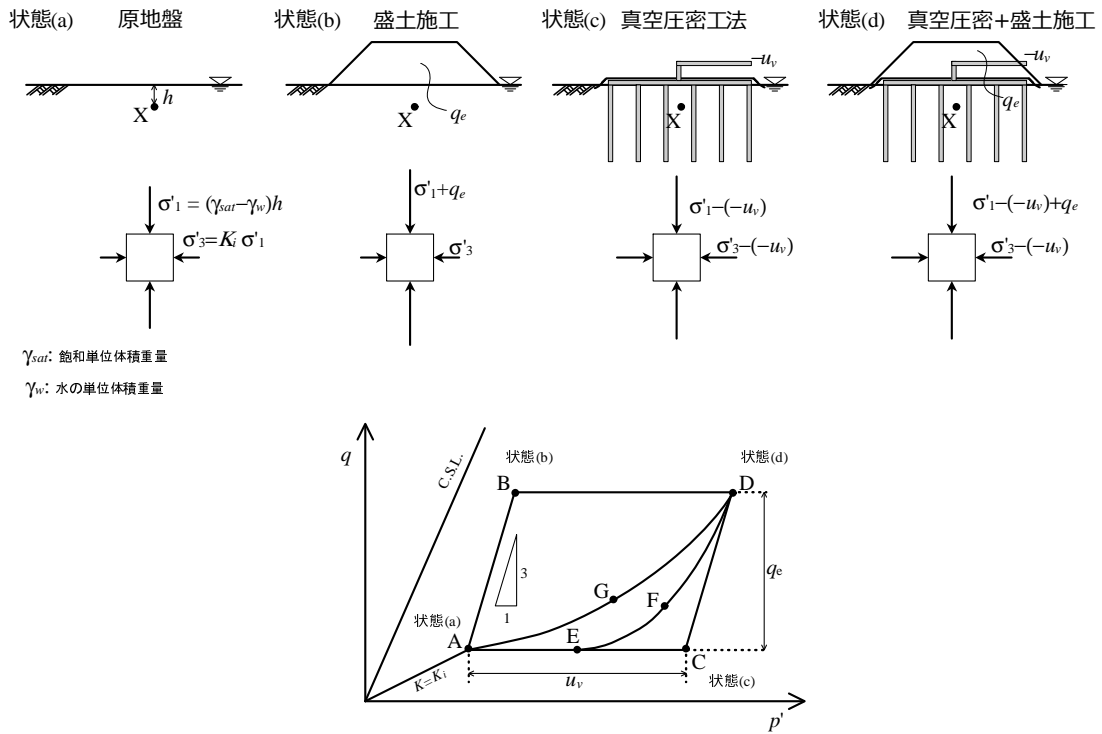 状態(a) 原地盤
状態(b) 盛土施工
状態(c) 真空圧密工法
状態(d) 真空圧密+盛土施工
h
X
qe
X
−uv
X
−uv
qe
X
σ'1 = (γsat−γw)h
σ'3=Ki σ'1
σ'1+qe
σ'3
σ'1−(−uv)
σ'3−(−uv)
σ'1−(−uv)+qe
σ'3−(−uv)
γsat: 飽和単位体積重量
γw: 水の単位体積重量
q
C.S.L.
状態(b)
B
状態(d)
D
3
1
qe
G
F
状態(a)
A
E
C
K=Ki
uv
状態(c)
p'